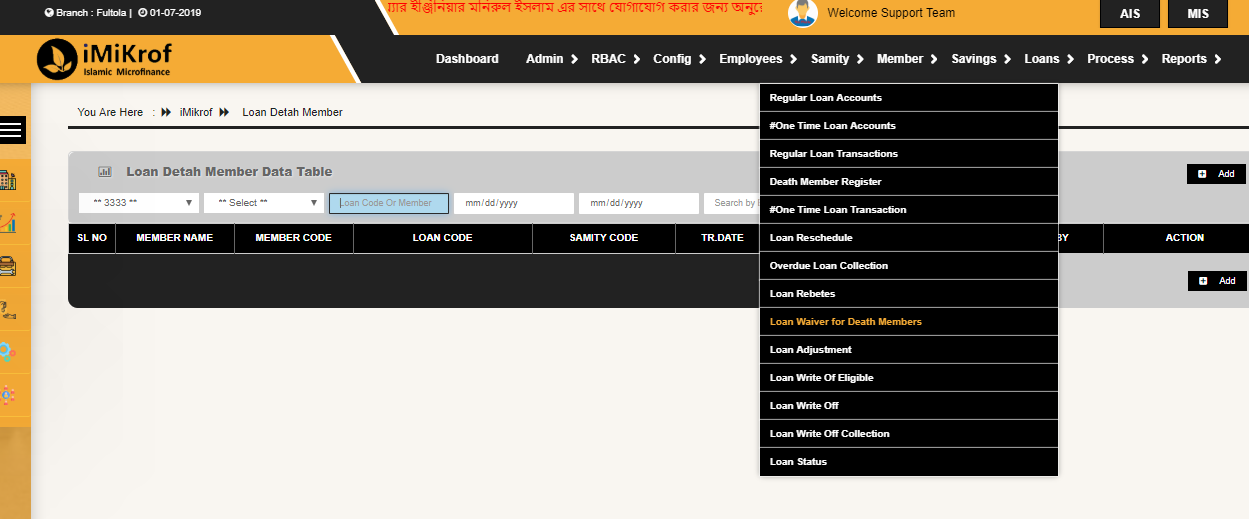 Branch : Fultola | 01-07-2019
ইঞ্জিনিয়ার মনিরুল ইসলাম এর সাথে যোগাযোগ করার জন্য
Welcome Support Team
AIS
MIS
iMiKrof
Islamic Microfinance
Dashboard Admin RBAC Config Employees Samity Member Savings Loans Process Reports
You Are Here : iMikrof Loan Detah Member
Loan Detah Member Data Table
Add
** 3333 ** ** Select ** Loan Code Or Member mm/dd/yyyy mm/dd/yyyy Search by
SL NO MEMBER NAME MEMBER CODE LOAN CODE SAMITY CODE TR.DATE BY ACTION
Add
Regular Loan Accounts
#One Time Loan Accounts
Regular Loan Transactions
Death Member Register
#One Time Loan Transaction
Loan Reschedule
Overdue Loan Collection
Loan Rebetes
Loan Waiver for Death Members
Loan Adjustment
Loan Write Of Eligible
Loan Write Off
Loan Write Off Collection
Loan Status